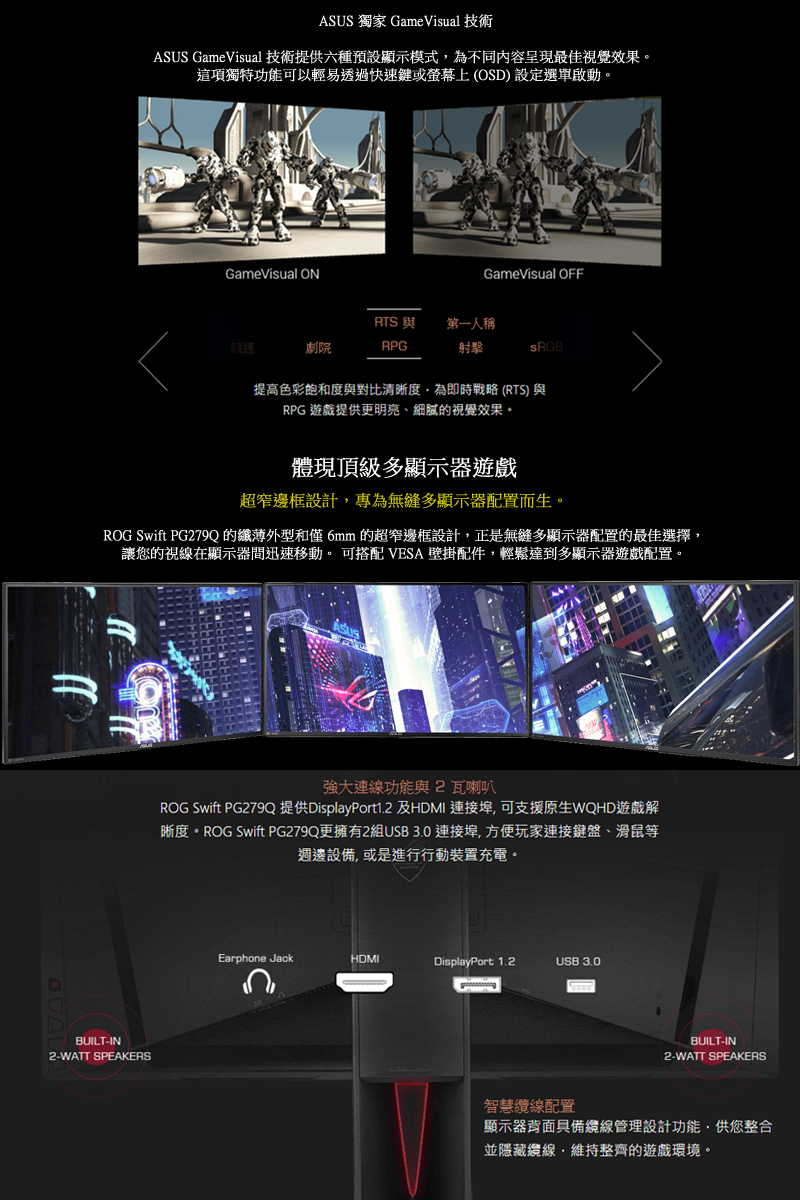 ASUS 獨家 GameVisual 技術
ASUS GameVisual 技術提供六種預設顯示模式，為不同內容呈現最佳視覺效果。
這項獨特功能可以輕易透過快速鍵或螢幕上 (OSD) 設定選單啟動。
GameVisual ON
GameVisual OFF
競速
劇院
RTS 與
RPG
第一人稱
射擊
sRGB
提高色彩飽和度與對比清晰度，為即時戰略 (RTS) 與
RPG 遊戲提供更明亮、細膩的視覺效果。
體現頂級多顯示器遊戲
超窄邊框設計，專為無縫多顯示器配置而生。
ROG Swift PG279Q 的纖薄外型和僅 6mm 的超窄邊框設計，正是無縫多顯示器配置的最佳選擇，
讓您的視線在顯示器間迅速移動。 可搭配 VESA 壁掛配件，輕鬆達到多顯示器遊戲配置。
ASUS
強大連線功能與 2 瓦喇叭
ROG Swift PG279Q 提供DisplayPort1.2 及HDMI 連接埠, 可支援原生WQHD遊戲解
晰度。ROG Swift PG279Q更擁有2組USB 3.0 連接埠, 方便玩家連接鍵盤、滑鼠等
週邊設備, 或是進行行動裝置充電。
Earphone Jack
HDMI
DisplayPort 1.2
USB 3.0
BUILT-IN
2-WATT SPEAKERS
BUILT-IN
2-WATT SPEAKERS
智慧纜線配置
顯示器背面具備纜線管理設計功能，供您整合
並隱藏纜線，維持整齊的遊戲環境。